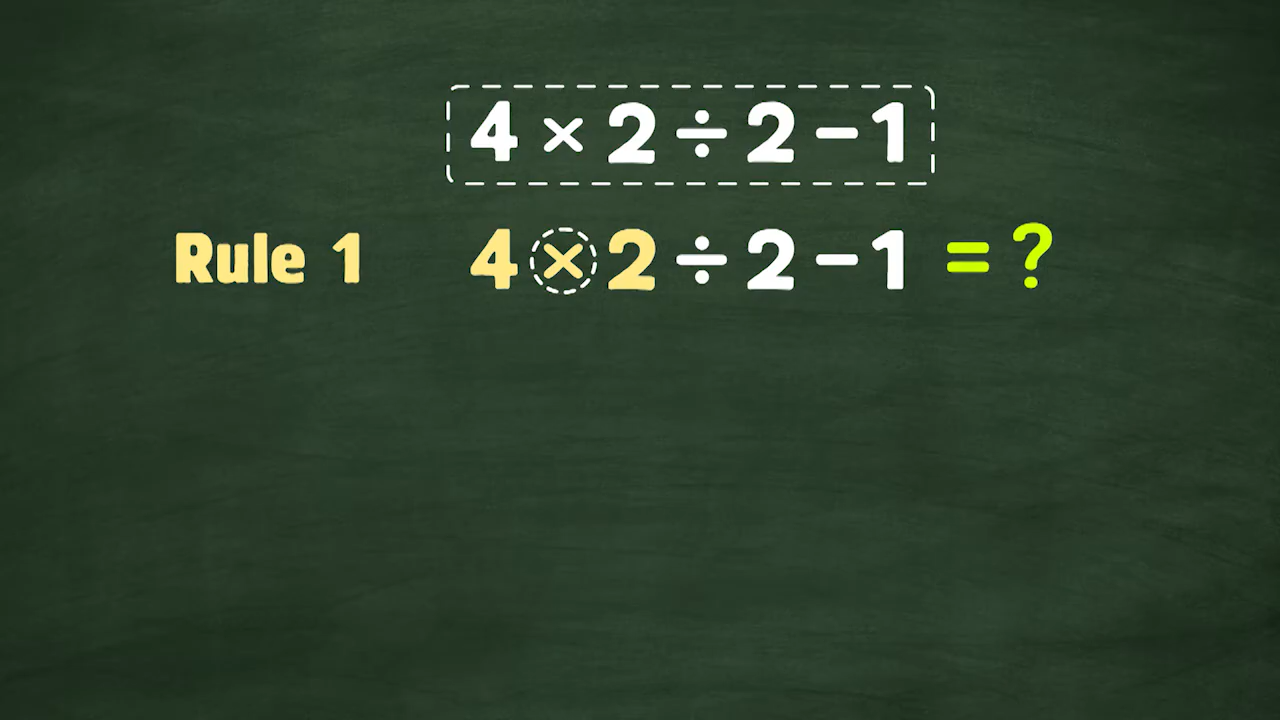 4 × 2 ÷ 2 − 1
Rule 1 4 × 2 ÷ 2 − 1 = ?